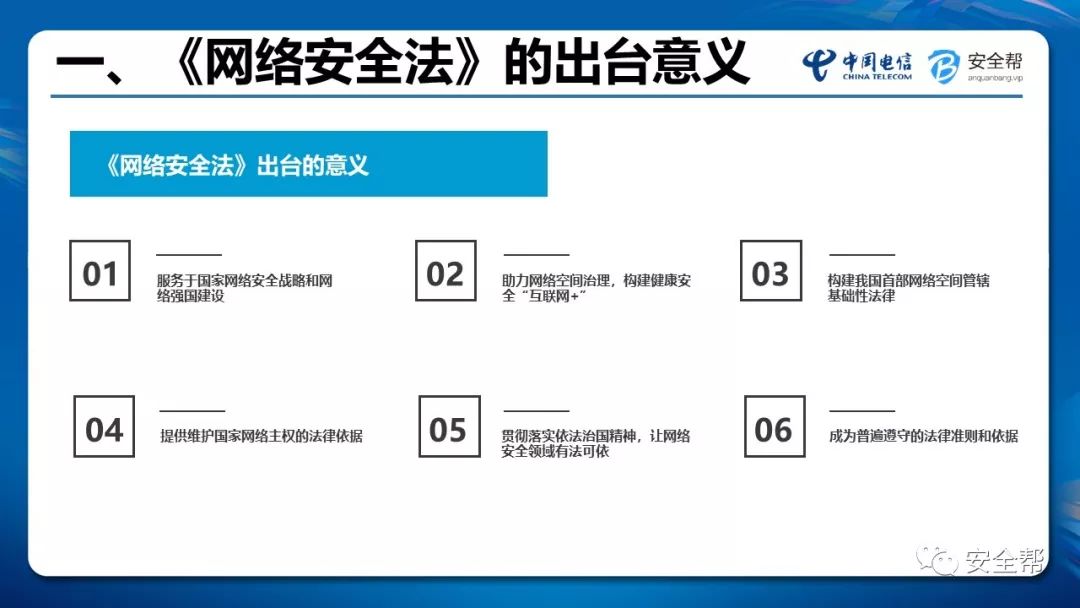 一、《网络安全法》的出台意义
中国电信
CHINA TELECOM
安全帮
anquanbang.vip
《网络安全法》出台的意义
01
服务于国家网络安全战略和网
络强国建设
02
助力网络空间治理，构建健康安
全“互联网+”
03
构建我国首部网络空间管辖
基础性法律
04
提供维护国家网络主权的法律依据
05
贯彻落实依法治国精神，让网络
安全领域有法可依
06
成为普遍遵守的法律准则和依据
安全帮